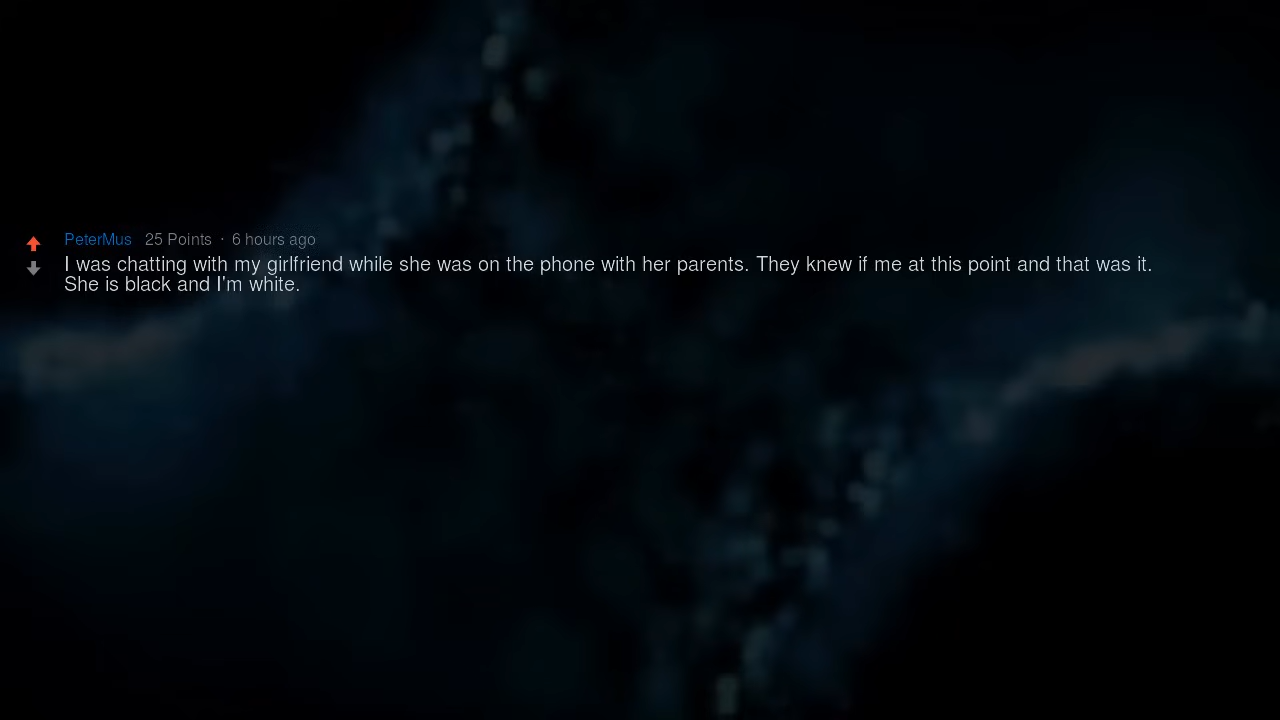 PeterMus 25 Points · 6 hours ago
I was chatting with my girlfriend while she was on the phone with her parents. They knew if me at this point and that was it.
She is black and I'm white.